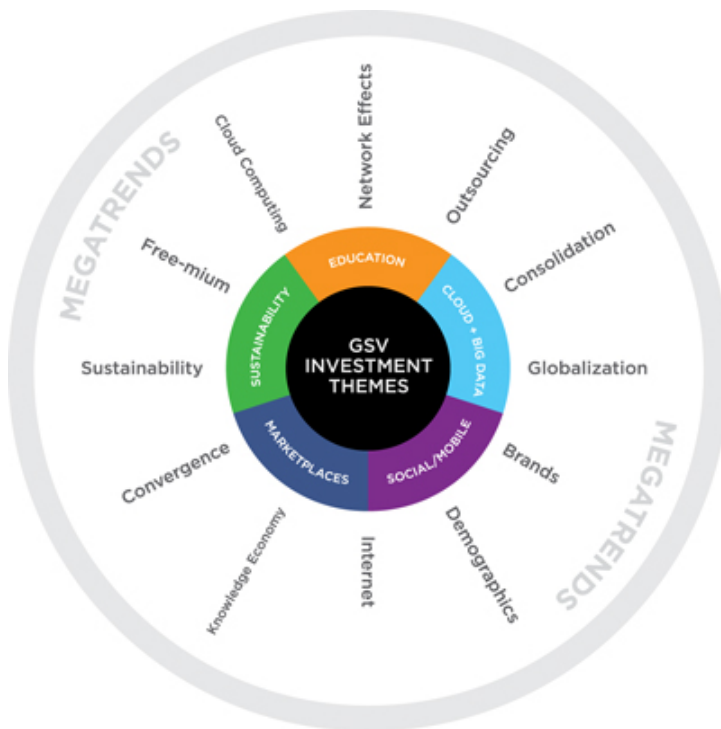 MEGATRENDS
Network Effects
Outsourcing
Consolidation
Globalization
Brands
Demographics
Internet
Knowledge Economy
Convergence
Sustainability
Free-mium
Cloud Computing
EDUCATION
CLOUD + BIG DATA
SOCIAL/MOBILE
MARKETPLACES
SUSTAINABILITY
GSV
INVESTMENT
THEMES
MEGATRENDS